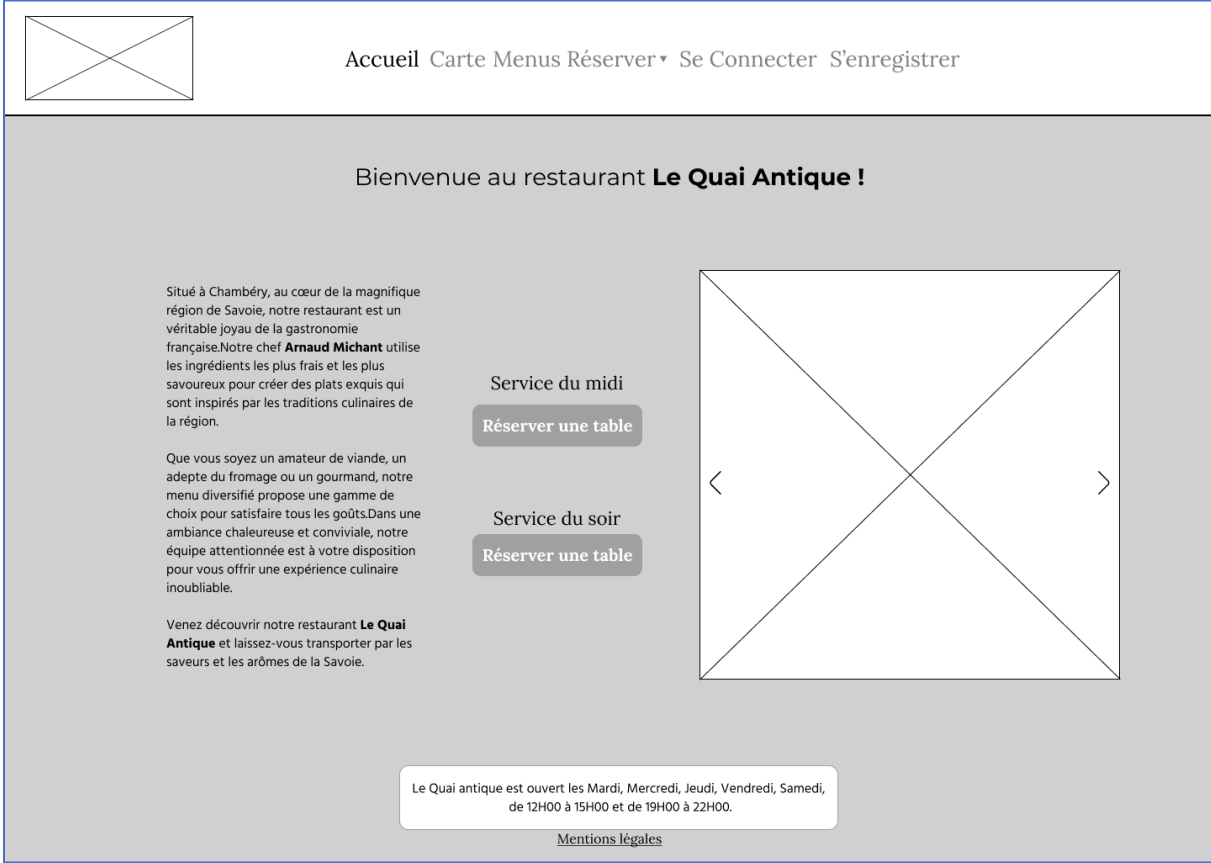 Accueil Carte Menus Réserver▾ Se Connecter S’enregistrer
Bienvenue au restaurant Le Quai Antique !
Situé à Chambéry, au cœur de la magnifique
région de Savoie, notre restaurant est un
véritable joyau de la gastronomie
française.Notre chef Arnaud Michant utilise
les ingrédients les plus frais et les plus
savoureux pour créer des plats exquis qui
sont inspirés par les traditions culinaires de
la région.
Que vous soyez un amateur de viande, un
adepte du fromage ou un gourmand, notre
menu diversifié propose une gamme de
choix pour satisfaire tous les goûts.Dans une
ambiance chaleureuse et conviviale, notre
équipe attentionnée est à votre disposition
pour vous offrir une expérience culinaire
inoubliable.
Venez découvrir notre restaurant Le Quai
Antique et laissez-vous transporter par les
saveurs et les arômes de la Savoie.
Service du midi
Réserver une table
Service du soir
Réserver une table
Le Quai antique est ouvert les Mardi, Mercredi, Jeudi, Vendredi, Samedi,
de 12H00 à 15H00 et de 19H00 à 22H00.
Mentions légales